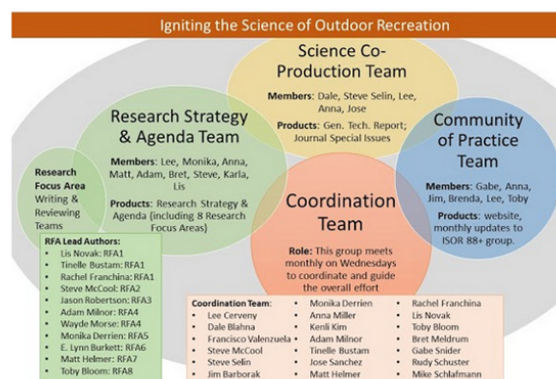 Igniting the Science of Outdoor Recreation
Science Co-
Production Team
Members: Dale, Steve Selin, Lee,
Anna, Jose
Products: Gen. Tech. Report;
Journal Special Issues
Research Strategy
& Agenda Team
Members: Lee, Monika, Anna,
Matt, Adam, Bret, Steve, Karla,
Lis
Products: Research Strategy &
Agenda (including 8 Research
Focus Areas)
Community
of Practice
Team
Members: Gabe, Anna,
Jim, Brenda, Lee, Toby
Products: website,
monthly updates to
ISOR 88+ group.
Research
Focus Area
Writing &
Reviewing
Teams
Coordination
Team
Role: This group meets
monthly on Wednesdays
to coordinate and guide
the overall effort
RFA Lead Authors:
• Lis Novak: RFA1
• Tinelle Bustam: RFA1
• Rachel Franchina: RFA1
• Steve McCool: RFA2
• Jason Robertson: RFA3
• Adam Milnor: RFA4
• Wayde Morse: RFA4
• Monika Derrien: RFA5
• E. Lynn Burkett: RFA6
• Matt Helmer: RFA7
• Toby Bloom: RFA8
Coordination Team:
• Lee Cerveny
• Dale Blahna
• Francisco Valenzuela
• Steve McCool
• Steve Selin
• Jim Barborak
• Monika Derrien
• Anna Miller
• Kenli Kim
• Adam Milnor
• Tinelle Bustam
• Jose Sanchez
• Matt Helmer
• Rachel Franchina
• Lis Novak
• Toby Bloom
• Bret Meldrum
• Gabe Snider
• Rudy Schuster
• Mike Schlafmann